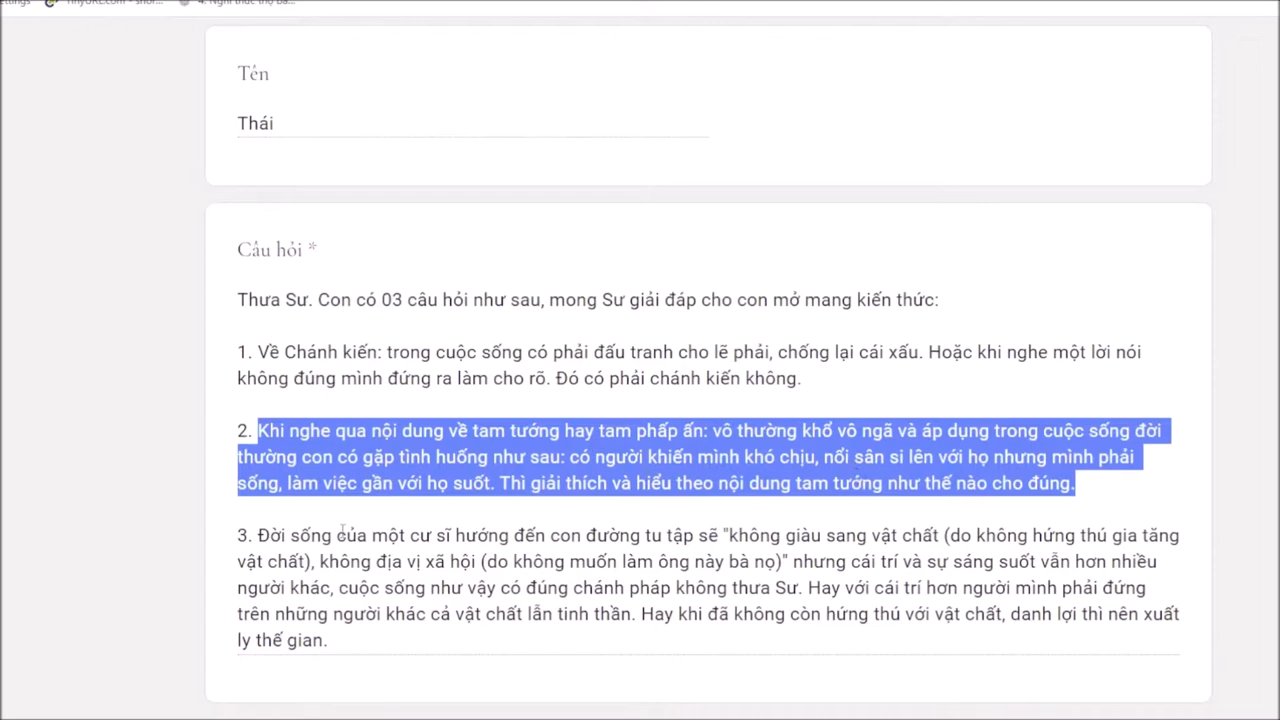 TinyURL.com - shor...
4. Nghi thức thọ Bá...
Tên
Thái
Câu hỏi *
Thưa Sư. Con có 03 câu hỏi như sau, mong Sư giải đáp cho con mở mang kiến thức:
1. Về Chánh kiến: trong cuộc sống có phải đấu tranh cho lẽ phải, chống lại cái xấu. Hoặc khi nghe một lời nói
không đúng mình đứng ra làm cho rõ. Đó có phải chánh kiến không.
2. Khi nghe qua nội dung về tam tướng hay tam phấp ấn: vô thường khổ vô ngã và áp dụng trong cuộc sống đời
thường con có gặp tình huống như sau: có người khiến mình khó chịu, nổi sân si lên với họ nhưng mình phải
sống, làm việc gần với họ suốt. Thì giải thích và hiểu theo nội dung tam tướng như thế nào cho đúng.
3. Đời sống của một cư sĩ hướng đến con đường tu tập sẽ "không giàu sang vật chất (do không hứng thú gia tăng
vật chất), không địa vị xã hội (do không muốn làm ông này bà nọ)" nhưng cái trí và sự sáng suốt vẫn hơn nhiều
người khác, cuộc sống như vậy có đúng chánh pháp không thưa Sư. Hay với cái trí hơn người mình phải đứng
trên những người khác cả vật chất lẫn tinh thần. Hay khi đã không còn hứng thú với vật chất, danh lợi thì nên xuất
ly thế gian.